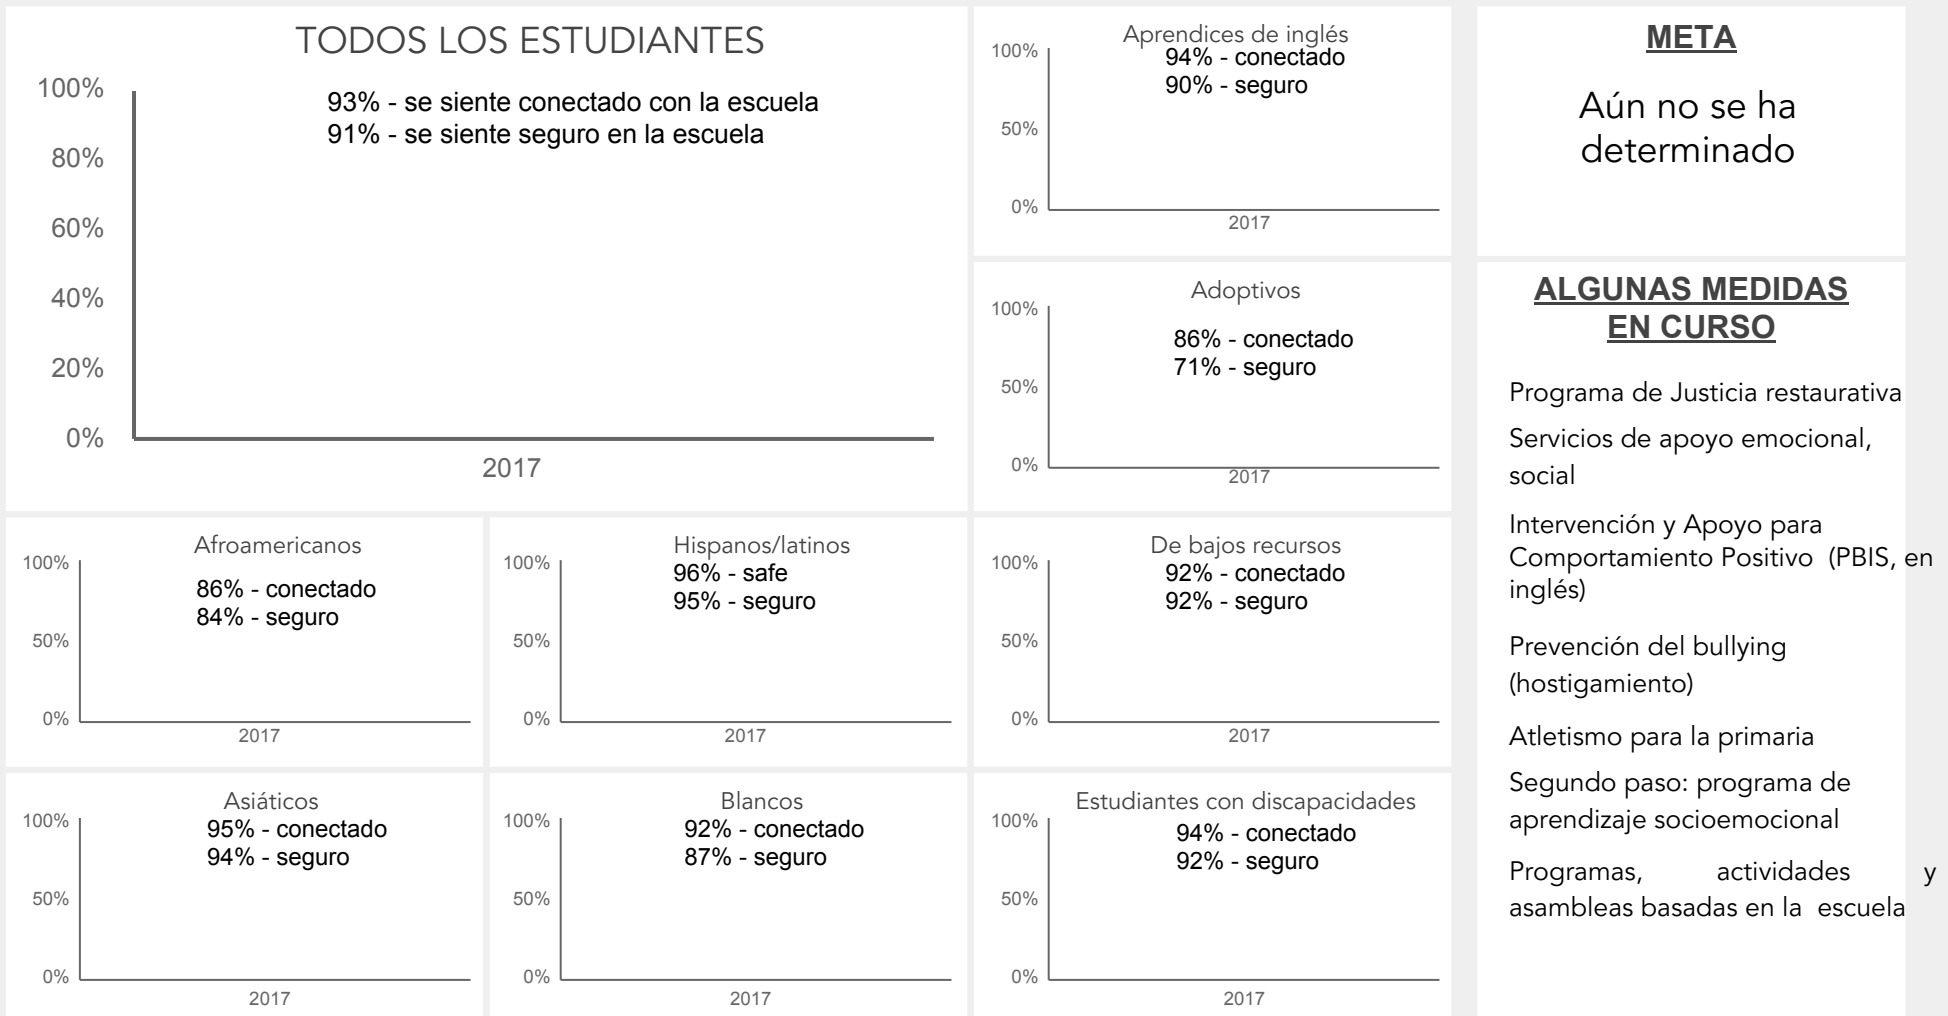 TODOS LOS ESTUDIANTES
100%
80%
60%
40%
20%
0%
93% - se siente conectado con la escuela
91% - se siente seguro en la escuela
2017
Aprendices de inglés
94% - conectado
90% - seguro
100%
50%
0%
2017
META
Aún no se ha
determinado
Adoptivos
86% - conectado
71% - seguro
100%
50%
0%
2017
ALGUNAS MEDIDAS
EN CURSO
Programa de Justicia restaurativa
Servicios de apoyo emocional,
social
Intervención y Apoyo para
Comportamiento Positivo (PBIS, en
inglés)
Prevención del bullying
(hostigamiento)
Atletismo para la primaria
Segundo paso: programa de
aprendizaje socioemocional
Programas, actividades y
asambleas basadas en la escuela
Afroamericanos
86% - conectado
84% - seguro
100%
50%
0%
2017
Hispanos/latinos
96% - safe
95% - seguro
100%
50%
0%
2017
De bajos recursos
92% - conectado
92% - seguro
100%
50%
0%
2017
Asiáticos
95% - conectado
94% - seguro
100%
50%
0%
2017
Blancos
92% - conectado
87% - seguro
100%
50%
0%
2017
Estudiantes con discapacidades
94% - conectado
92% - seguro
100%
50%
0%
2017